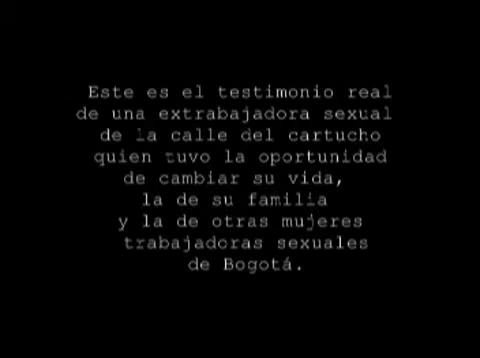 Este es el testimonio real
de una extrabajadora sexual
de la calle del cartucho
quien tuvo la oportunidad
de cambiar su vida,
la de su familia
y la de otras mujeres
trabajadoras sexuales
de Bogotá.